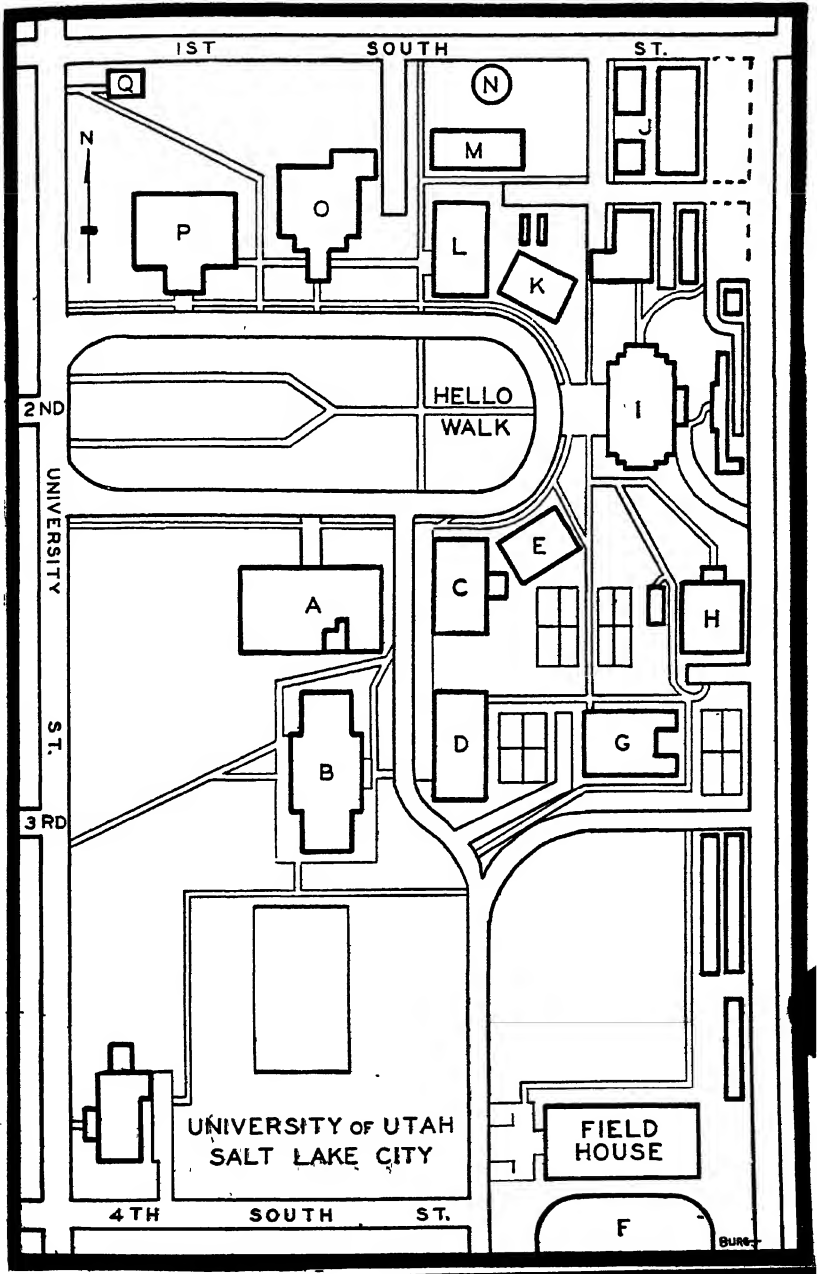 1ST SOUTH ST.
Q
N
N
J
M
P
O
L
K
2ND
HELLO
WALK
I
UNIVERSITY ST.
E
C
A
H
D
G
B
3RD
UNIVERSITY OF UTAH
SALT LAKE CITY
FIELD
HOUSE
4TH SOUTH ST.
F